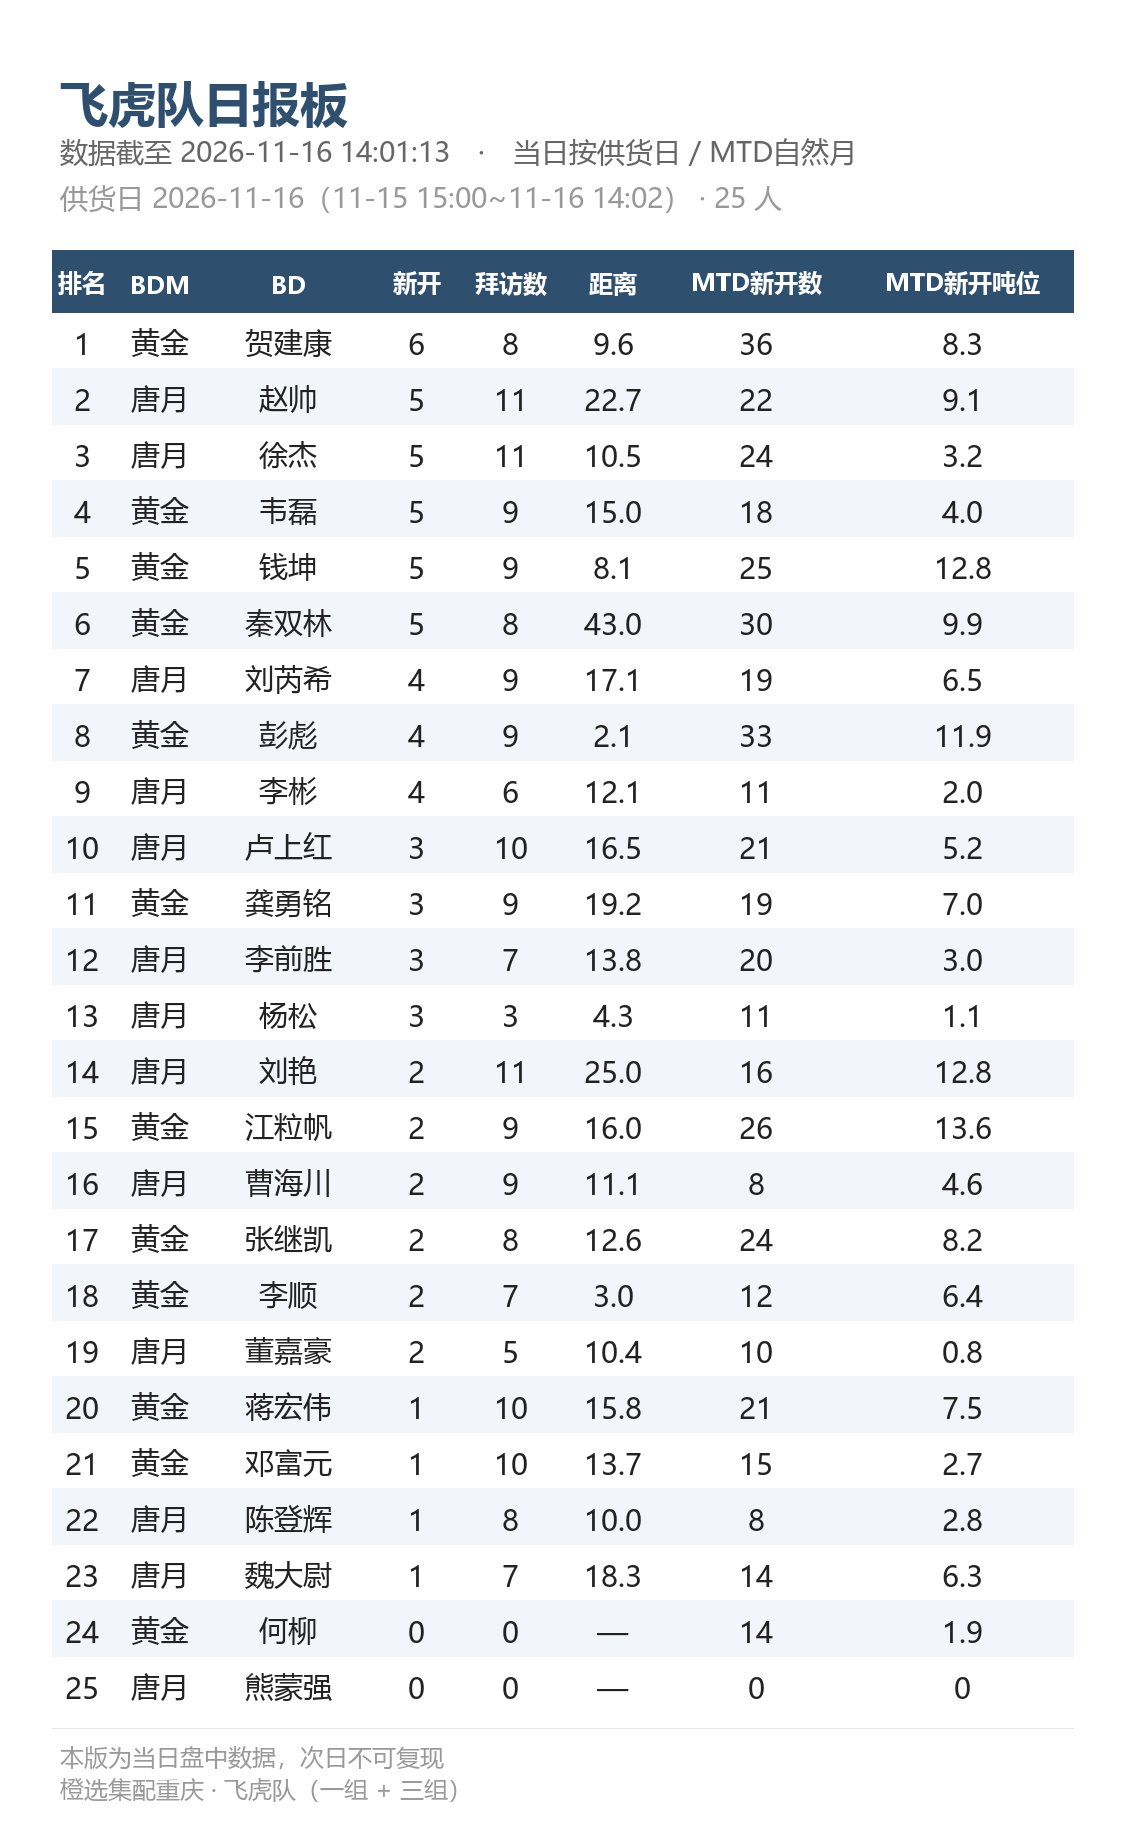 飞虎队日报板
数据截至 2026-11-16 14:01:13 · 当日按供货日 / MTD自然月
供货日 2026-11-16（11-15 15:00~11-16 14:02） · 25 人
排名 BDM BD 新开 拜访数 距离 MTD新开数 MTD新开吨位
1 黄金 贺建康 6 8 9.6 36 8.3
2 唐月 赵帅 5 11 22.7 22 9.1
3 唐月 徐杰 5 11 10.5 24 3.2
4 黄金 韦磊 5 9 15.0 18 4.0
5 黄金 钱坤 5 9 8.1 25 12.8
6 黄金 秦双林 5 8 43.0 30 9.9
7 唐月 刘芮希 4 9 17.1 19 6.5
8 黄金 彭彪 4 9 2.1 33 11.9
9 唐月 李彬 4 6 12.1 11 2.0
10 唐月 卢上红 3 10 16.5 21 5.2
11 黄金 龚勇铭 3 9 19.2 19 7.0
12 唐月 李前胜 3 7 13.8 20 3.0
13 唐月 杨松 3 3 4.3 11 1.1
14 唐月 刘艳 2 11 25.0 16 12.8
15 黄金 江粒帆 2 9 16.0 26 13.6
16 唐月 曹海川 2 9 11.1 8 4.6
17 黄金 张继凯 2 8 12.6 24 8.2
18 黄金 李顺 2 7 3.0 12 6.4
19 唐月 董嘉豪 2 5 10.4 10 0.8
20 黄金 蒋宏伟 1 10 15.8 21 7.5
21 黄金 邓富元 1 10 13.7 15 2.7
22 唐月 陈登辉 1 8 10.0 8 2.8
23 唐月 魏大尉 1 7 18.3 14 6.3
24 黄金 何柳 0 0 — 14 1.9
25 唐月 熊蒙强 0 0 — 0 0
本版为当日盘中数据，次日不可复现
橙选集配重庆 · 飞虎队（一组 + 三组）